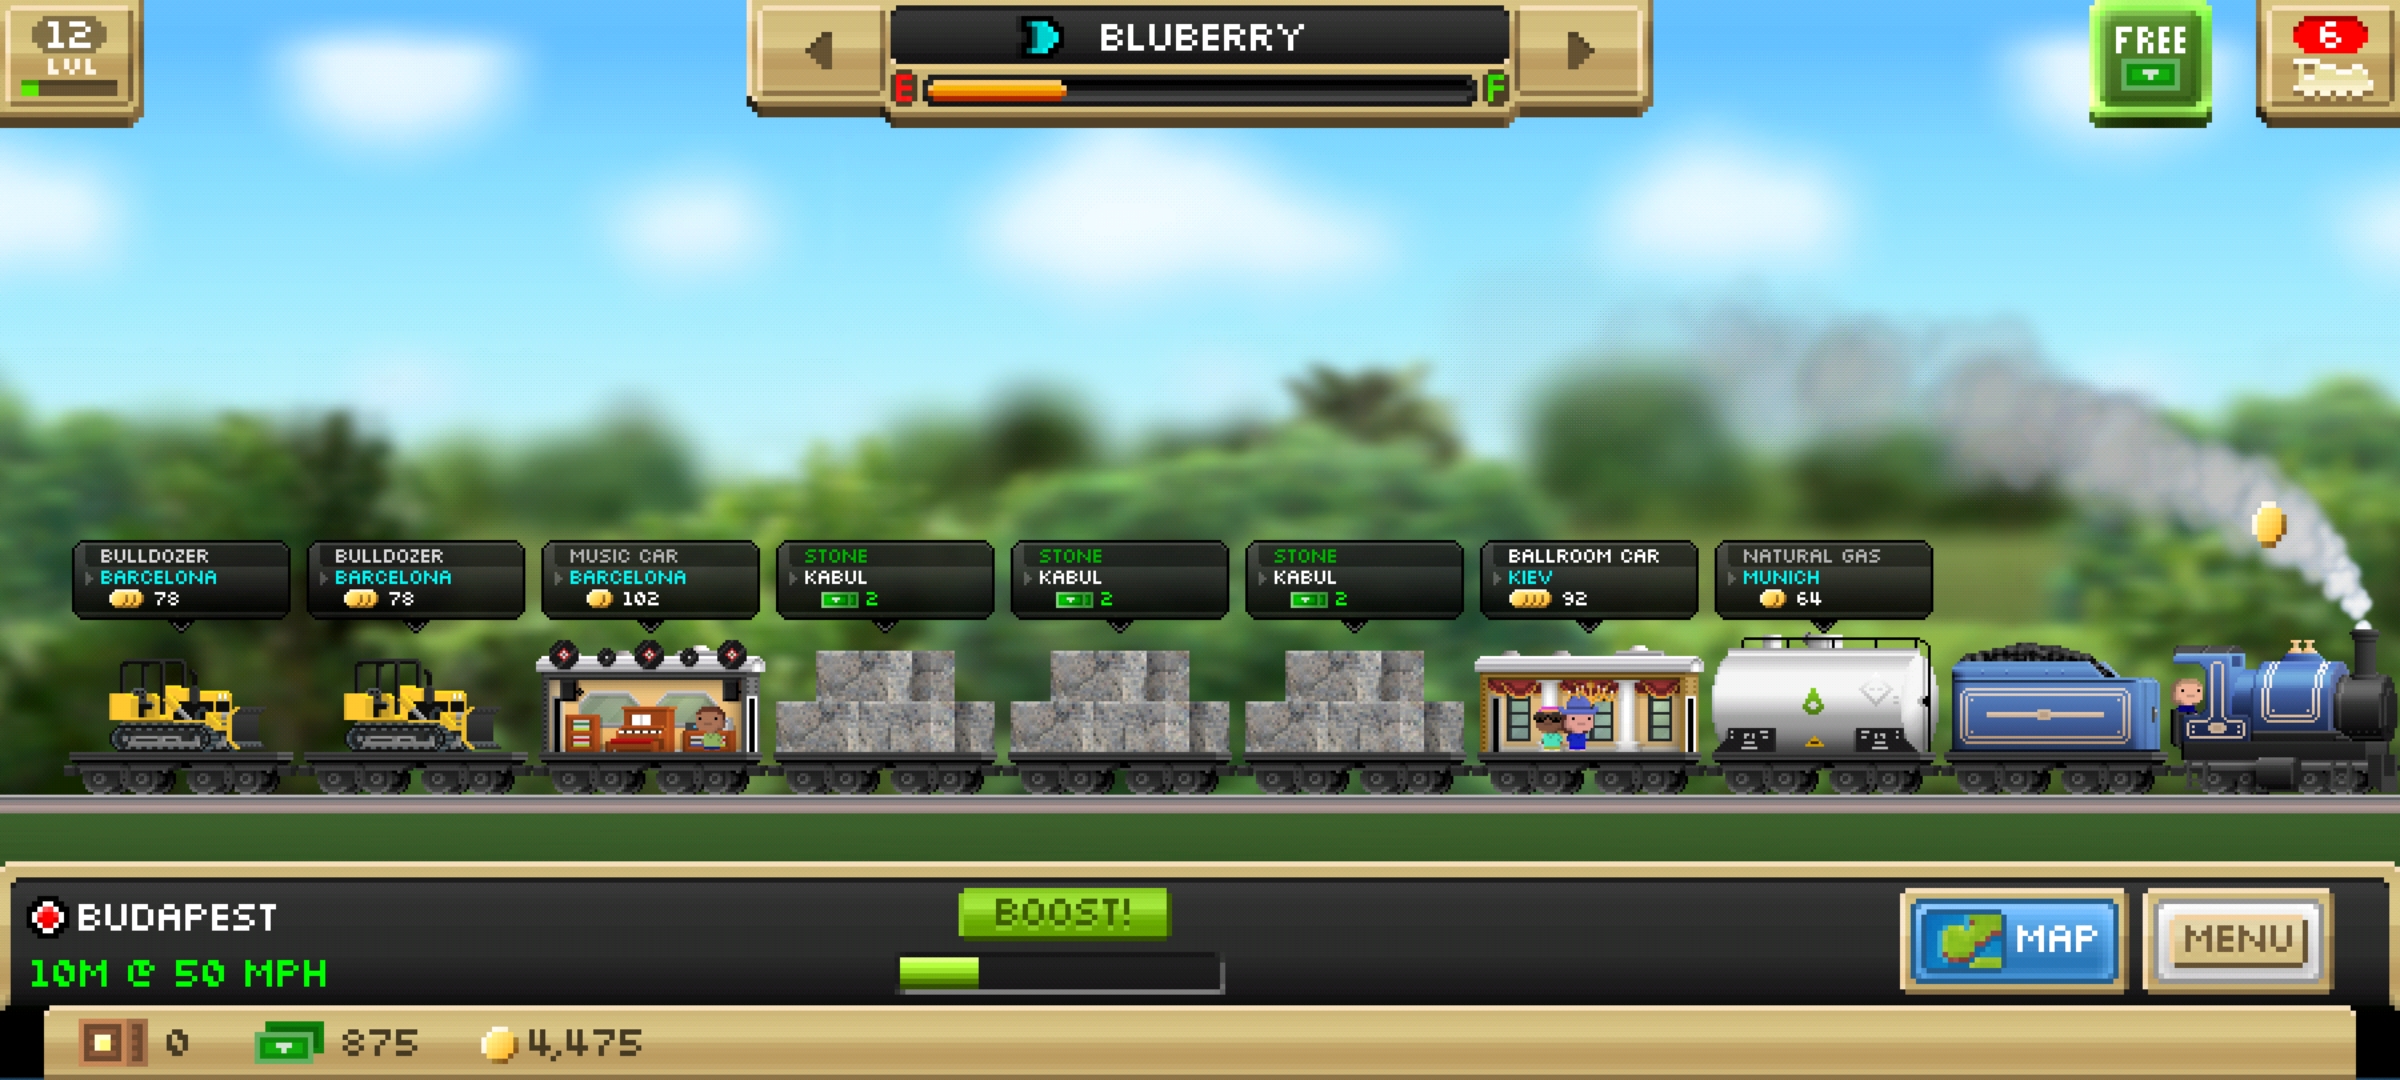 12
LVL
BLUBERRY
E F
FREE
6
BULLDOZER
BARCELONA
78
BULLDOZER
BARCELONA
78
MUSIC CAR
BARCELONA
102
STONE
KABUL
2
STONE
KABUL
2
STONE
KABUL
2
BALLROOM CAR
KIEV
92
NATURAL GAS
MUNICH
64
BUDAPEST
10M @ 50 MPH
BOOST!
MAP
MENU
0
875
4,475